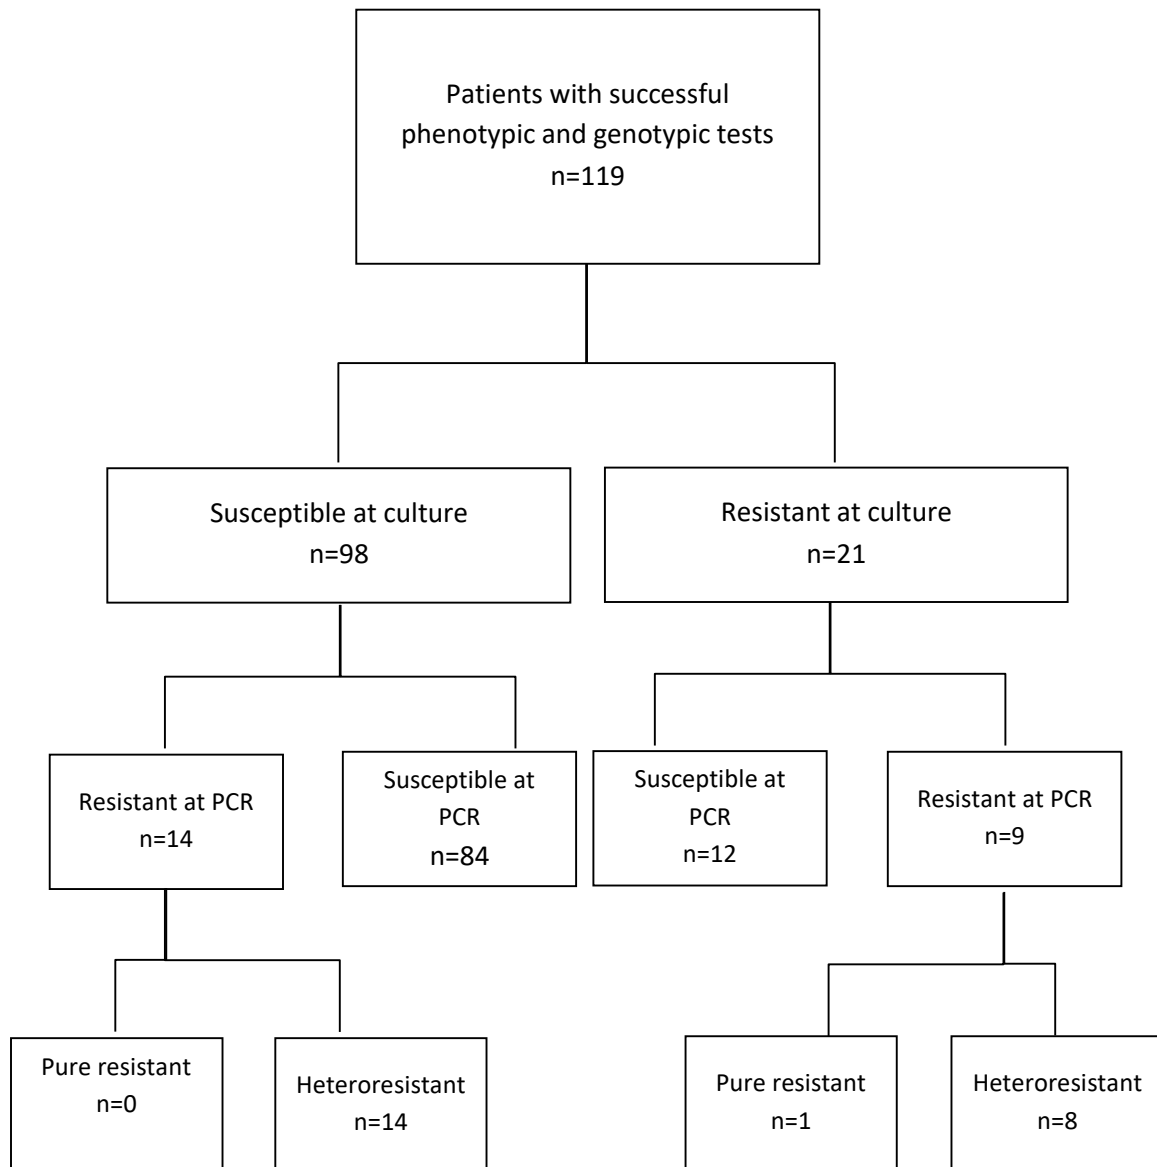 Patients with successful
phenotypic and genotypic tests
n=119
Susceptible at culture
n=98
Resistant at culture
n=21
Resistant at PCR
n=14
Susceptible at
PCR
n=84
Susceptible at
PCR
n=12
Resistant at PCR
n=9
Pure resistant
n=0
Heteroresistant
n=14
Pure resistant
n=1
Heteroresistant
n=8